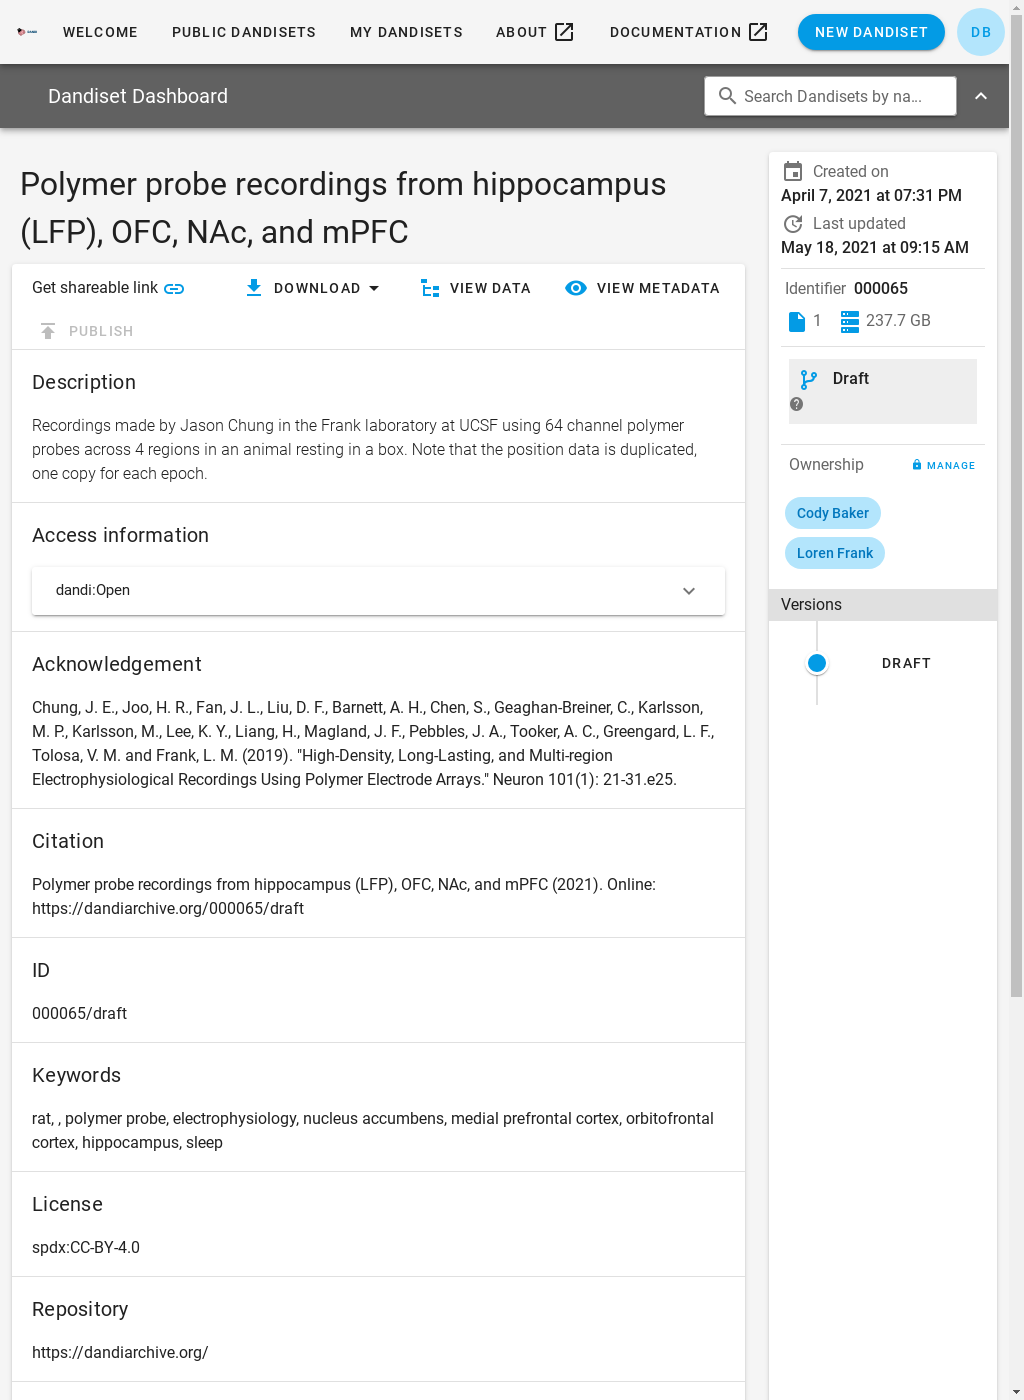 WELCOME PUBLIC DANDISETS MY DANDISETS ABOUT DOCUMENTATION NEW DANDISET DB
Dandiset Dashboard Search Dandisets by na...
Polymer probe recordings from hippocampus
(LFP), OFC, NAc, and mPFC
Get shareable link DOWNLOAD VIEW DATA VIEW METADATA
PUBLISH
Description
Recordings made by Jason Chung in the Frank laboratory at UCSF using 64 channel polymer
probes across 4 regions in an animal resting in a box. Note that the position data is duplicated,
one copy for each epoch.
Access information
dandi:Open
Acknowledgement
Chung, J. E., Joo, H. R., Fan, J. L., Liu, D. F., Barnett, A. H., Chen, S., Geaghan-Breiner, C., Karlsson,
M. P., Karlsson, M., Lee, K. Y., Liang, H., Magland, J. F., Pebbles, J. A., Tooker, A. C., Greengard, L. F.,
Tolosa, V. M. and Frank, L. M. (2019). "High-Density, Long-Lasting, and Multi-region
Electrophysiological Recordings Using Polymer Electrode Arrays." Neuron 101(1): 21-31.e25.
Citation
Polymer probe recordings from hippocampus (LFP), OFC, NAc, and mPFC (2021). Online:
https://dandiarchive.org/000065/draft
ID
000065/draft
Keywords
rat, , polymer probe, electrophysiology, nucleus accumbens, medial prefrontal cortex, orbitofrontal
cortex, hippocampus, sleep
License
spdx:CC-BY-4.0
Repository
https://dandiarchive.org/
Created on
April 7, 2021 at 07:31 PM
Last updated
May 18, 2021 at 09:15 AM
Identifier 000065
1 237.7 GB
Draft
Ownership MANAGE
Cody Baker
Loren Frank
Versions
DRAFT